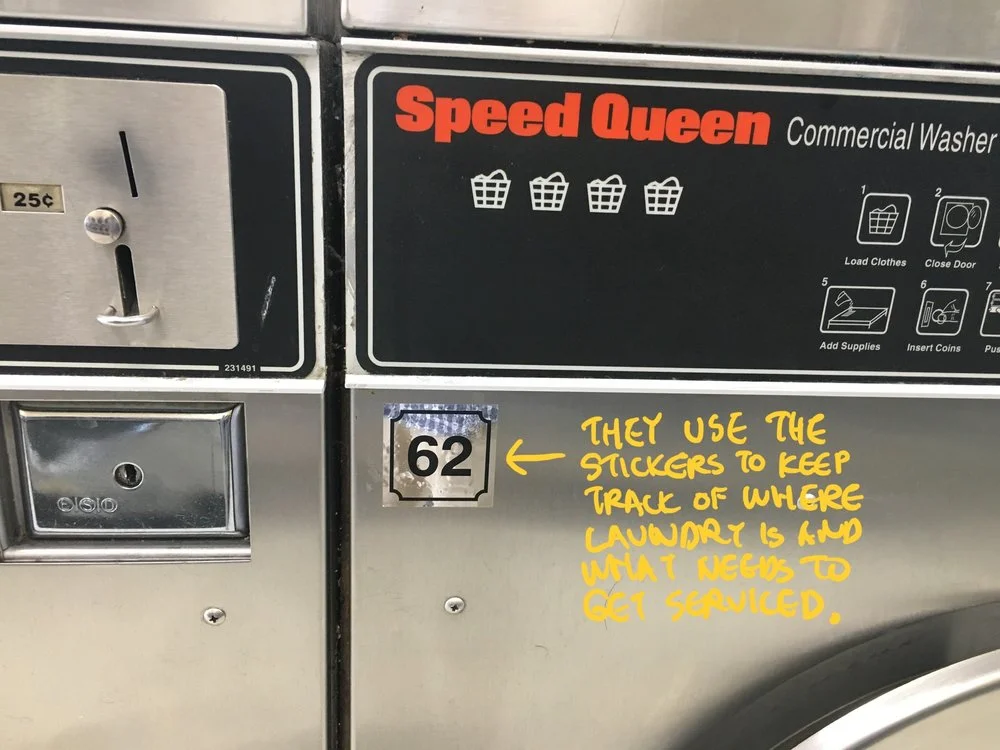 25¢
231491
ESD
Speed Queen Commercial Washer
1
Load Clothes
2
Close Door
5
Add Supplies
6
Insert Coins
7
62
THEY USE THE
STICKERS TO KEEP
TRACK OF WHERE
LAUNDRY IS AND
WHAT NEEDS TO
GET SERVICED.